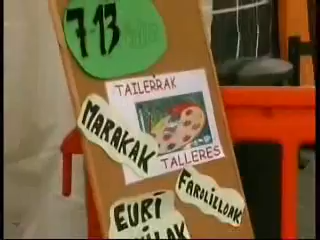 7-13
TAILERRAK
MARAKAK
TALLERES
FAROLILLOAK
EURI